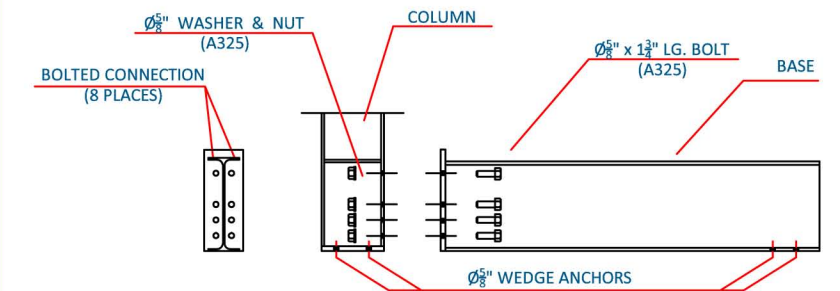 Ø5/8" WASHER & NUT
(A325)
COLUMN
Ø5/8" x 1 3/4" LG. BOLT
(A325)
BASE
BOLTED CONNECTION
(8 PLACES)
Ø5/8" WEDGE ANCHORS